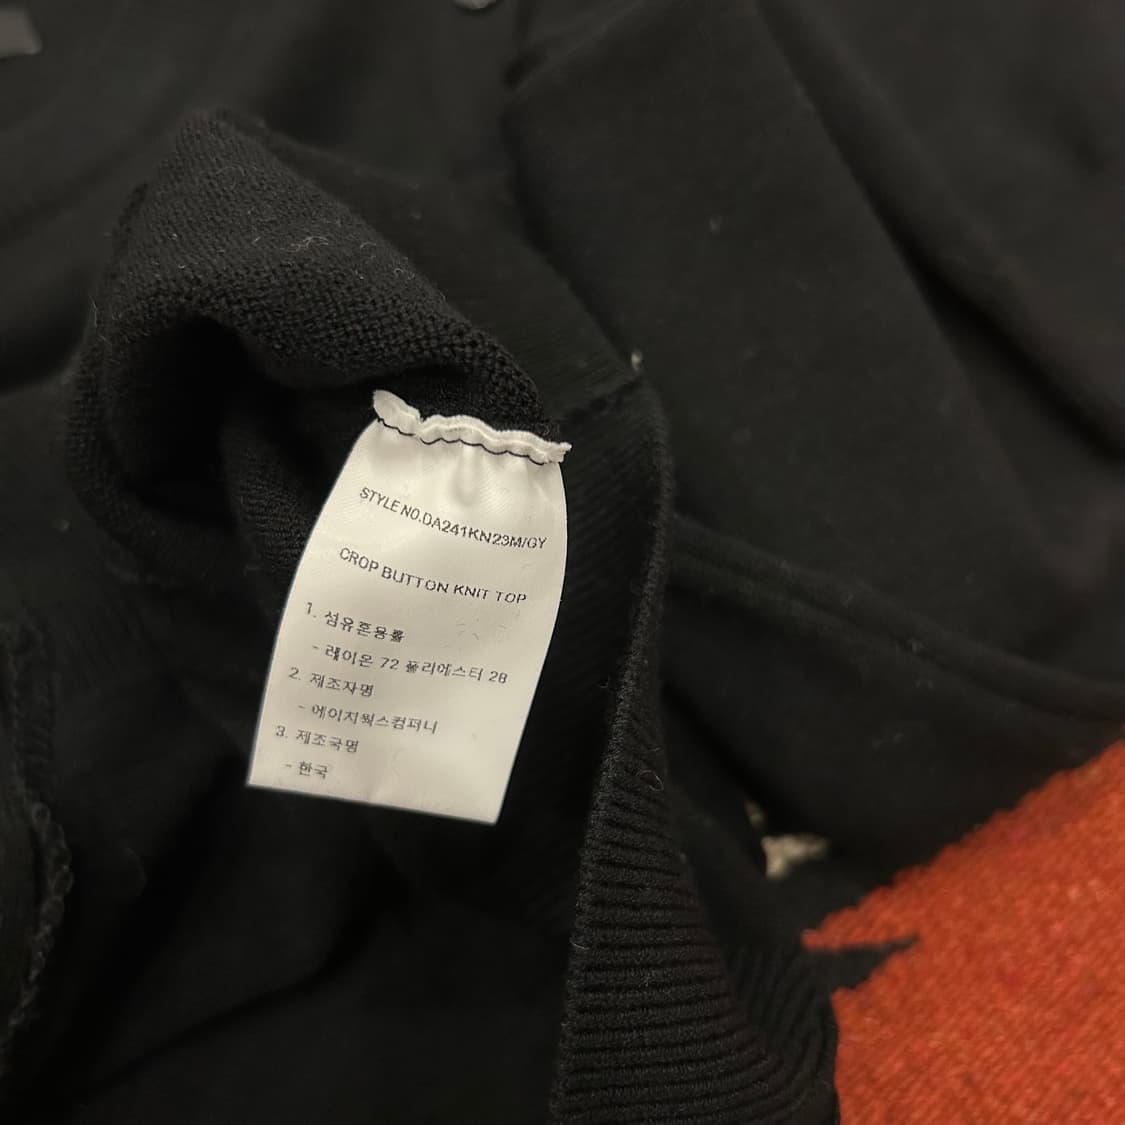 STYLE NO.DA241KN23M/GY
CROP BUTTON KNIT TOP
1. 섬유혼용률
- 레이온 72 폴리에스터 28
2. 제조자명
- 에이치웍스컴퍼니
3. 제조국명
- 한국